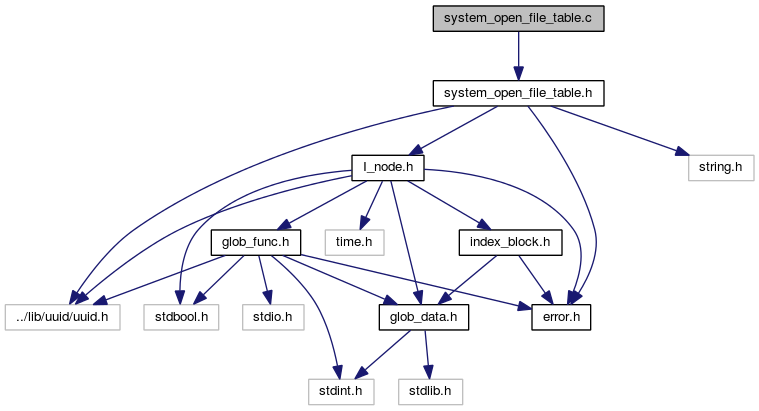 system_open_file_table.c
system_open_file_table.h
I_node.h
string.h
glob_func.h
time.h
index_block.h
../lib/uuid/uuid.h
stdbool.h
stdio.h
glob_data.h
error.h
stdint.h
stdlib.h